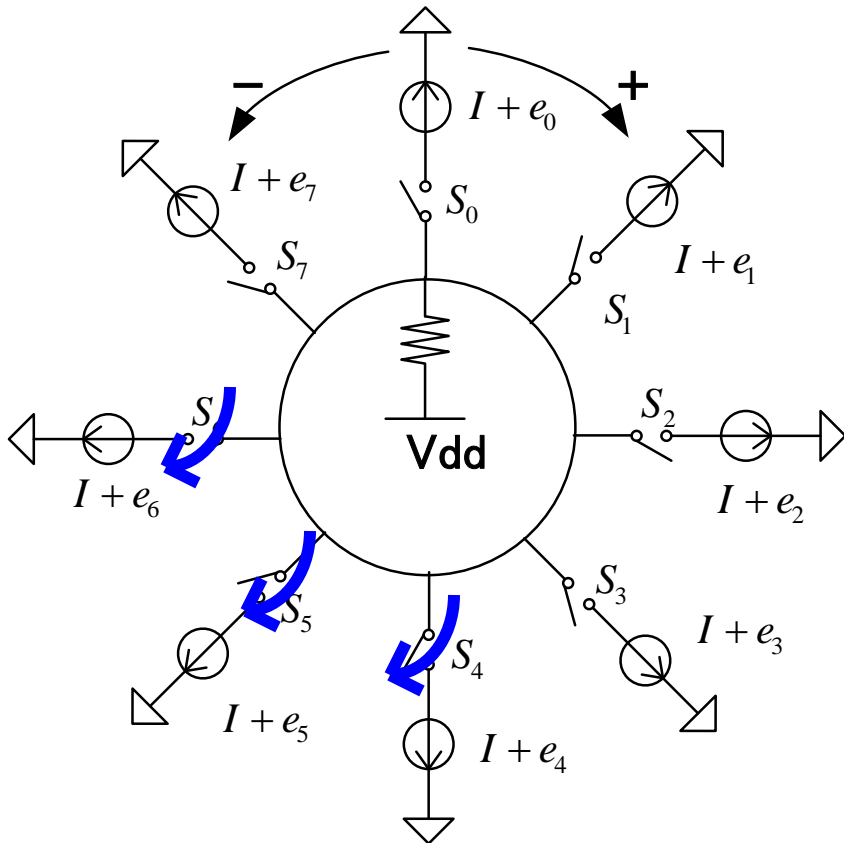 −
+
I + e₀
I + e₇
S₀
S₇
I + e₁
S₁
S
S₂
Vdd
I + e₆
I + e₂
S₅
S₃
S₄
I + e₃
I + e₅
I + e₄